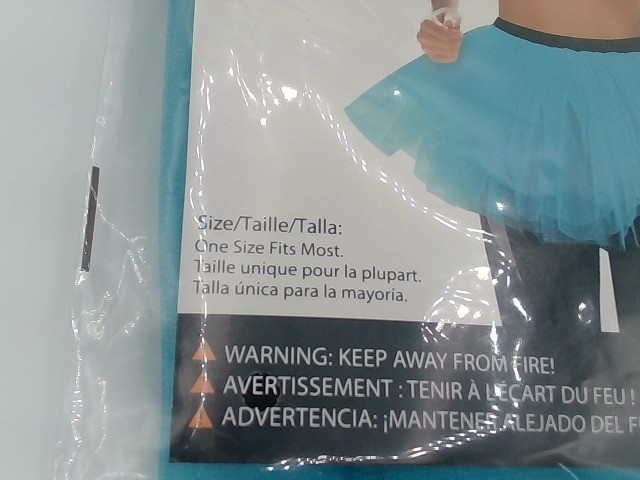 Size/Taille/Talla:
One Size Fits Most.
Taille unique pour la plupart.
Talla única para la mayoría.
WARNING: KEEP AWAY FROM FIRE!
AVERTISSEMENT : TENIR À L'ÉCART DU FEU !
ADVERTENCIA: ¡MANTENER ALEJADO DEL